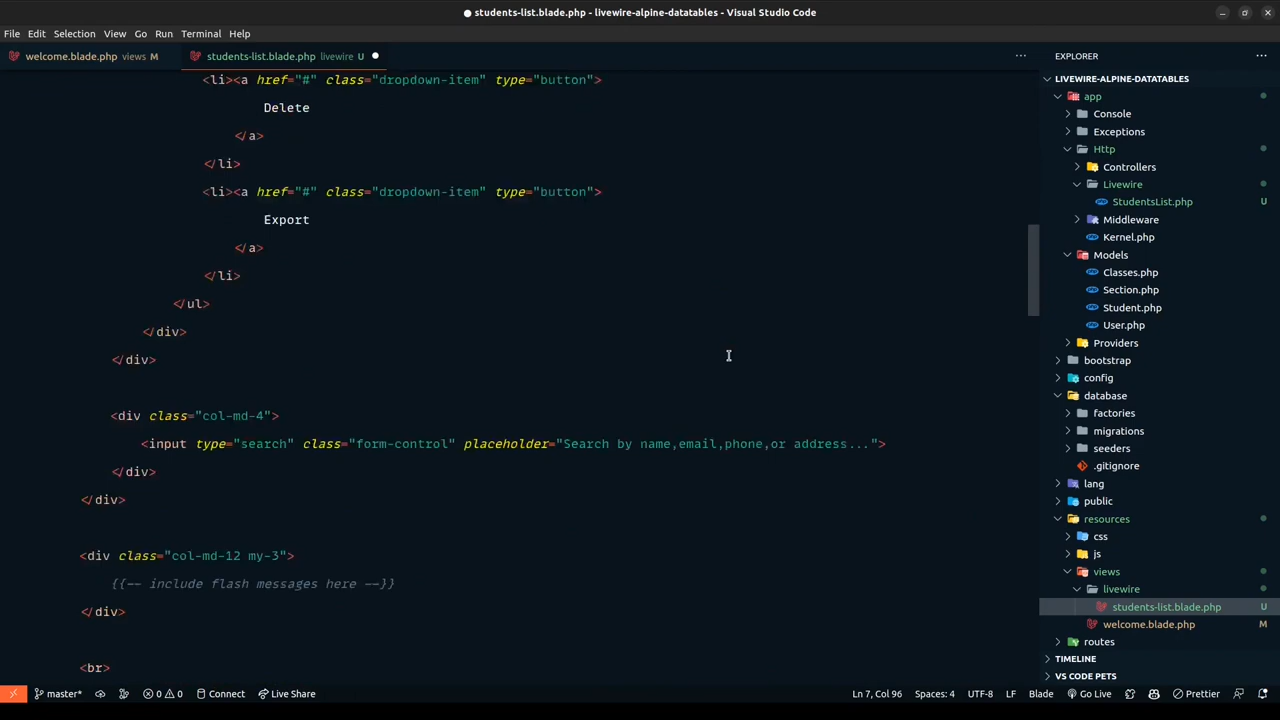 students-list.blade.php - livewire-alpine-datatables - Visual Studio Code
File Edit Selection View Go Run Terminal Help
welcome.blade.php views M
students-list.blade.php livewire U
<li><a href="#" class="dropdown-item" type="button">
Delete
</a>
</li>
<li><a href="#" class="dropdown-item" type="button">
Export
</a>
</li>
</ul>
</div>
</div>
<div class="col-md-4">
<input type="search" class="form-control" placeholder="Search by name,email,phone,or address...">
</div>
</div>
<div class="col-md-12 my-3">
{{-- include flash messages here --}}
</div>
<br>
EXPLORER
LIVEWIRE-ALPINE-DATATABLES
app
Console
Exceptions
Http
Controllers
Livewire
StudentsList.php U
Middleware
Kernel.php
Models
Classes.php
Section.php
Student.php
User.php
Providers
bootstrap
config
database
factories
migrations
seeders
.gitignore
lang
public
resources
css
js
views
livewire
students-list.blade.php U
welcome.blade.php M
routes
TIMELINE
VS CODE PETS
master* 0 0 Connect Live Share Ln 7, Col 96 Spaces: 4 UTF-8 LF Blade Go Live Prettier